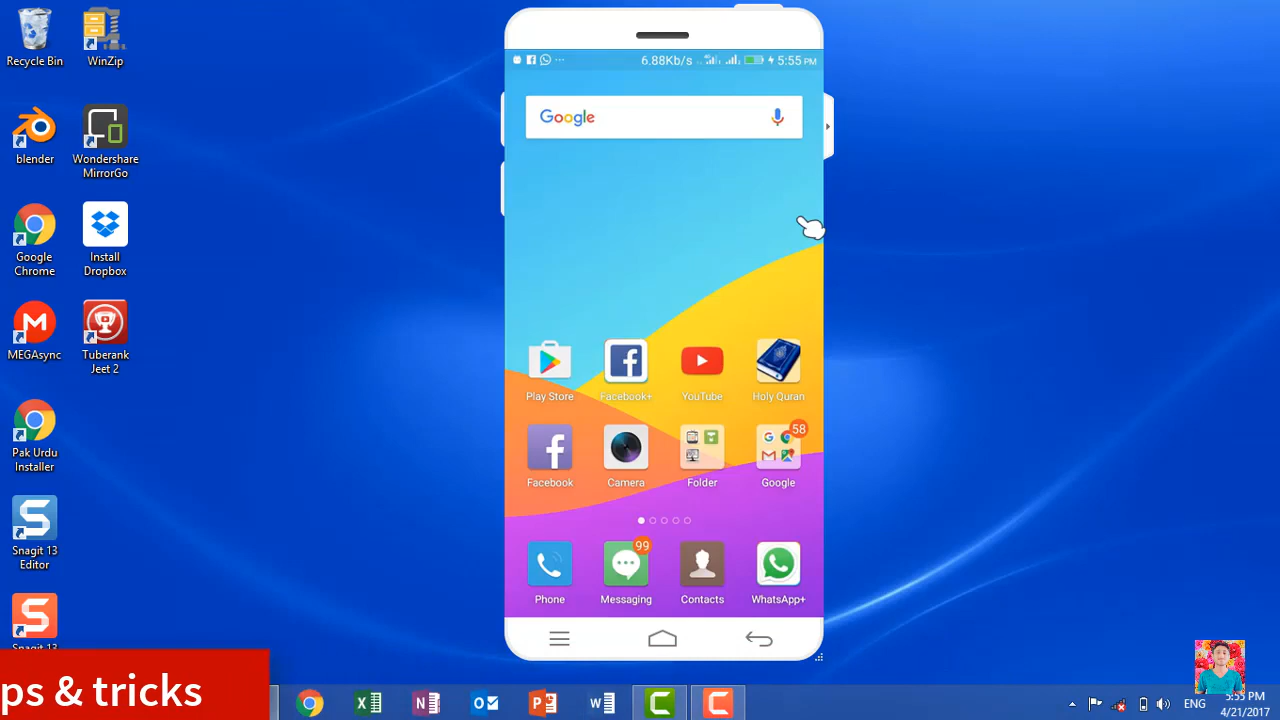 Recycle Bin
WinZip
blender
Wondershare
MirrorGo
Google
Chrome
Install
Dropbox
MEGAsync
Tuberank
Jeet 2
Pak Urdu
Installer
Snagit 13
Editor
Snagit 13
6.88Kb/s
5:55 PM
Google
Play Store
Facebook+
YouTube
Holy Quran
58
Facebook
Camera
Folder
Google
99
Phone
Messaging
Contacts
WhatsApp+
ps & tricks
ENG
5:55 PM
4/21/2017